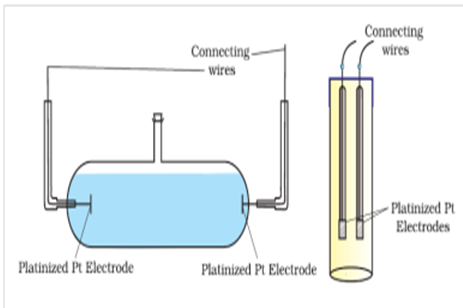 Connecting
wires
Connecting
wires
Platinized Pt
Electrodes
Platinized Pt Electrode
Platinized Pt Electrode